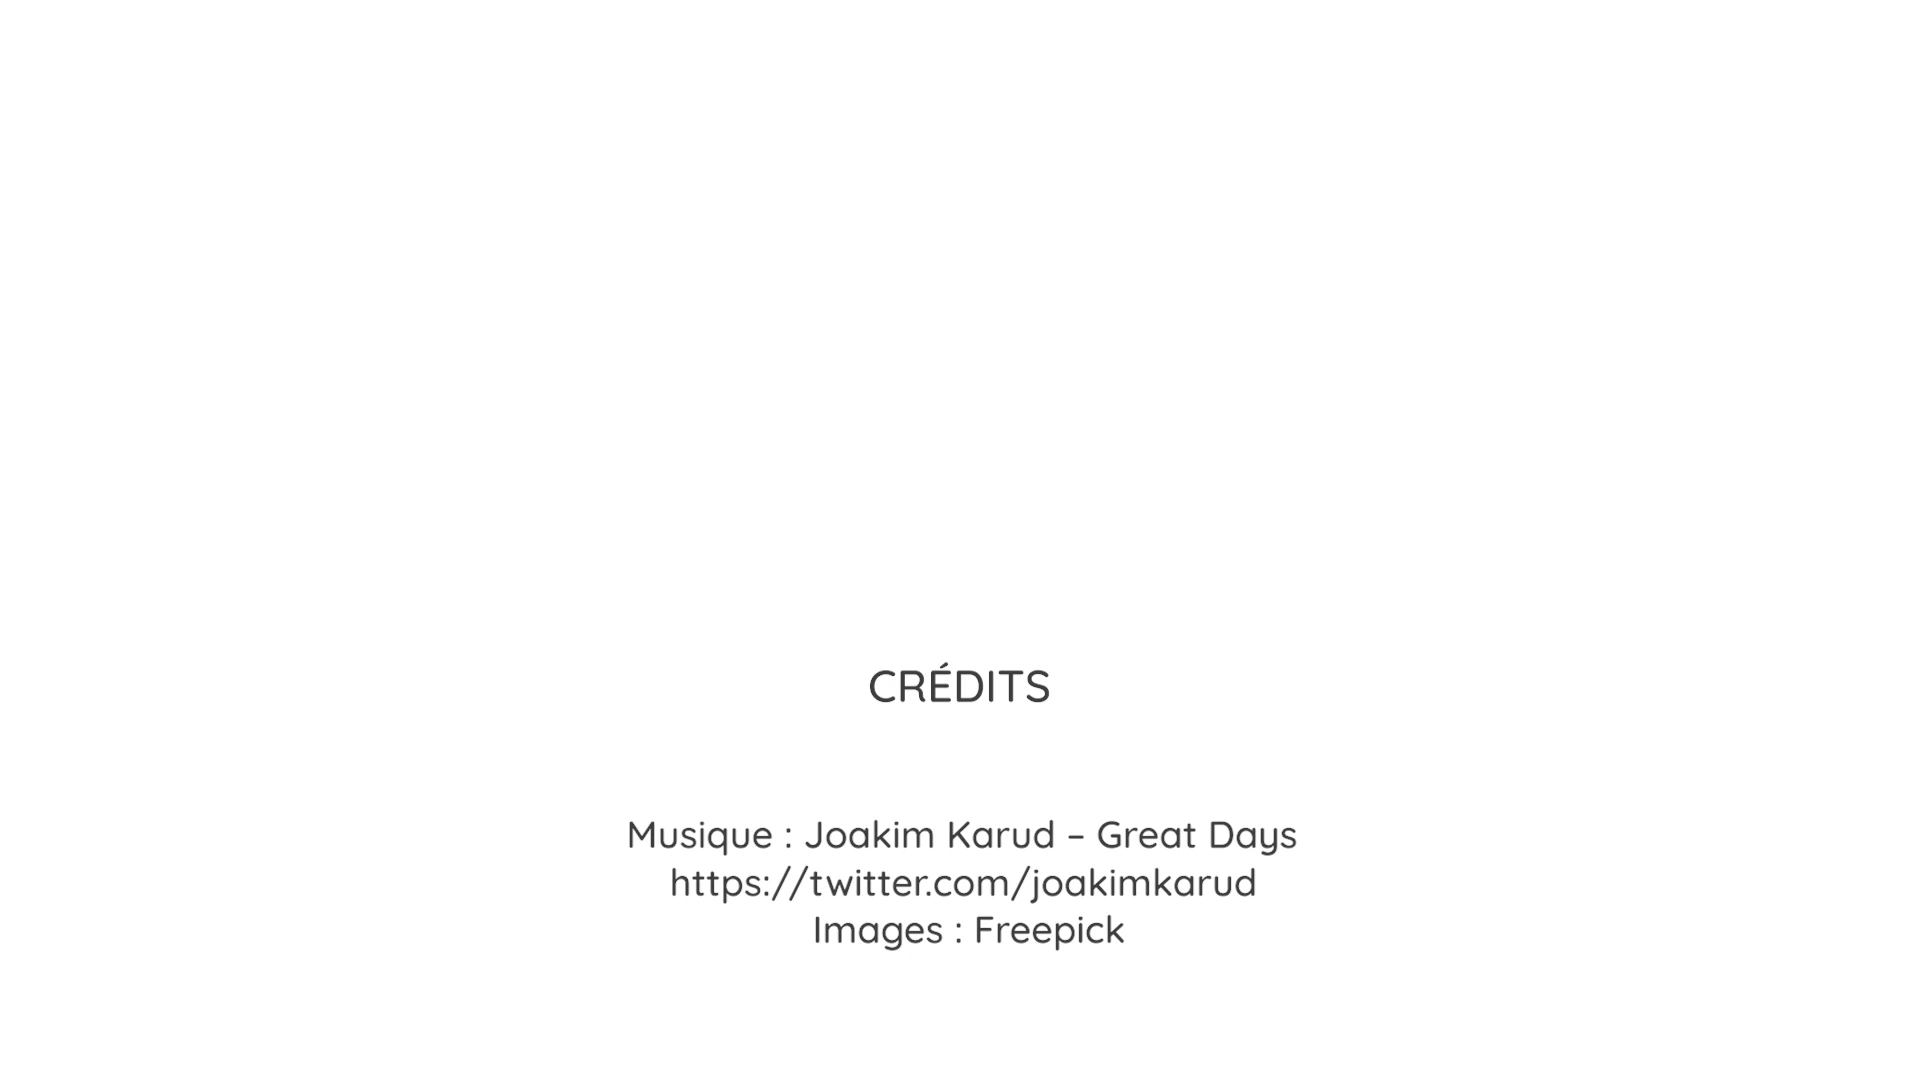 CRÉDITS
Musique : Joakim Karud – Great Days
https://twitter.com/joakimkarud
Images : Freepick